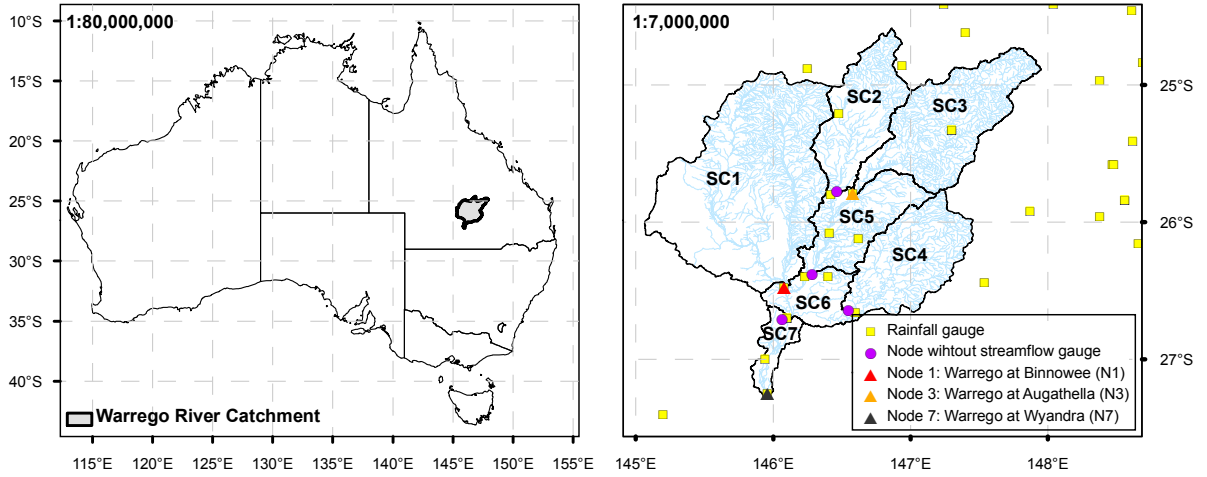 1:80,000,000
10°S
15°S
20°S
25°S
30°S
35°S
40°S
Warrego River Catchment
115°E 120°E 125°E 130°E 135°E 140°E 145°E 150°E 155°E
1:7,000,000
SC2
SC3
SC1
SC5
SC4
SC6
SC7
25°S
26°S
27°S
Rainfall gauge
Node wihtout streamflow gauge
Node 1: Warrego at Binnowee (N1)
Node 3: Warrego at Augathella (N3)
Node 7: Warrego at Wyandra (N7)
145°E 146°E 147°E 148°E